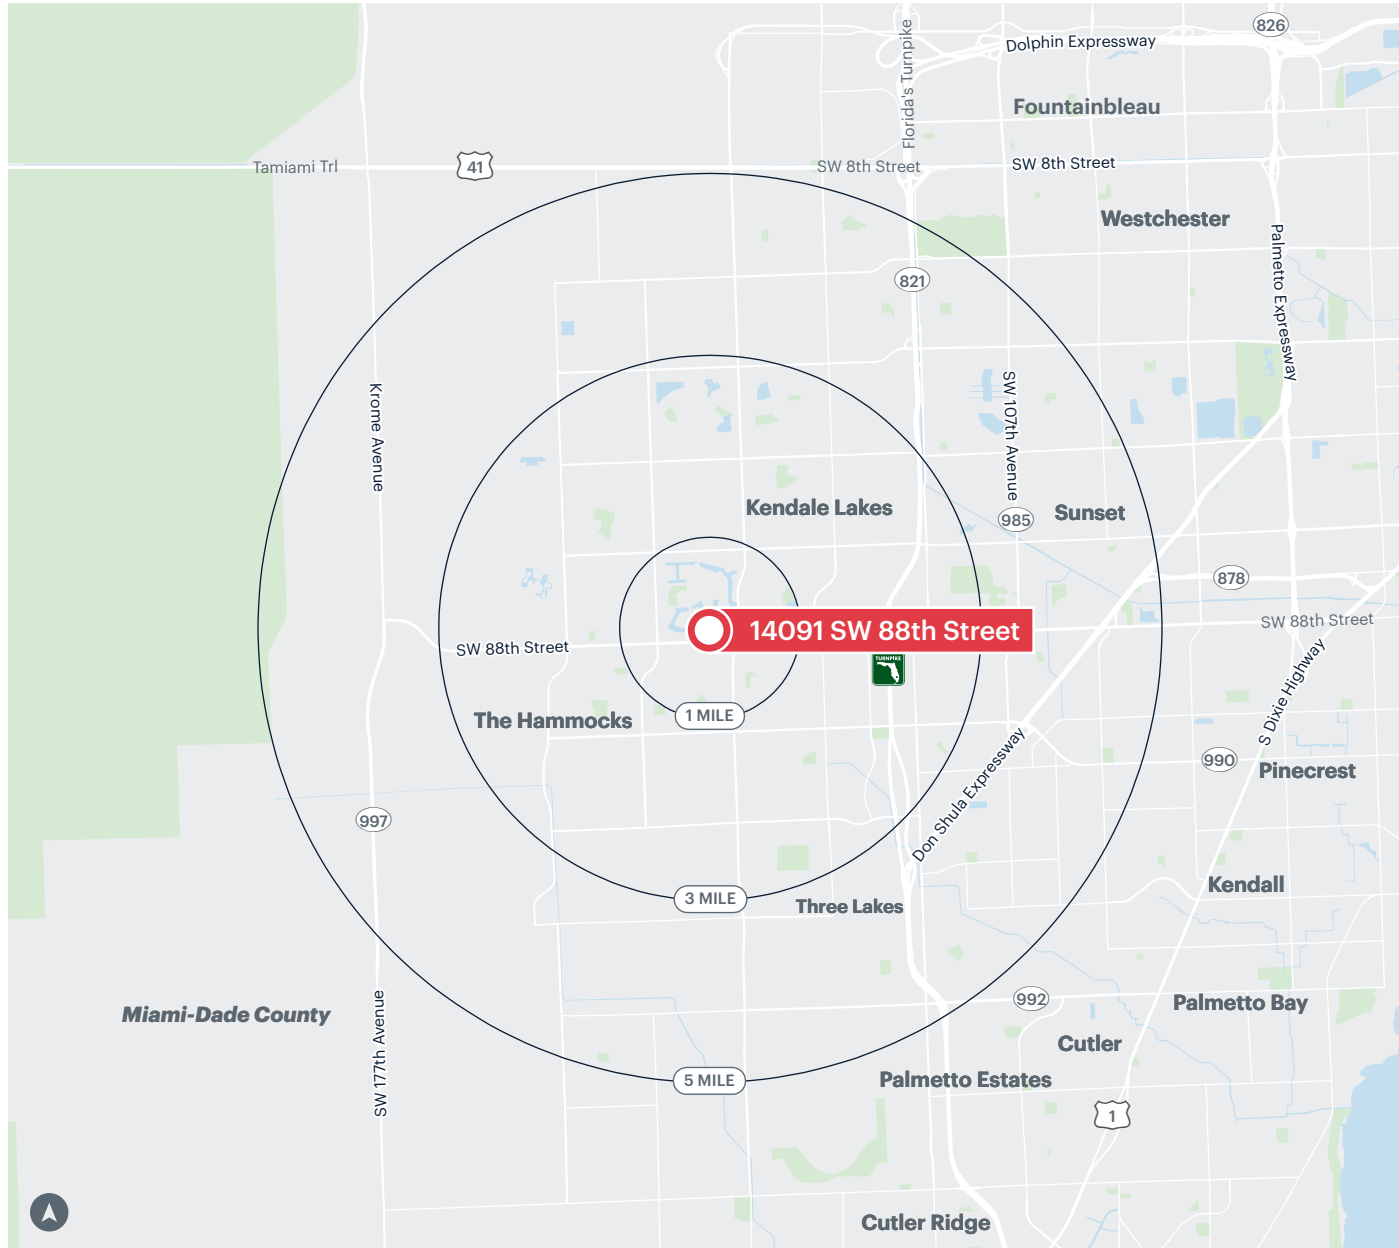 826
Dolphin Expressway
Florida's Turnpike
Fountainbleau
Tamiami Trl
41
SW 8th Street
SW 8th Street
Westchester
Palmetto Expressway
821
Krome Avenue
SW 107th Avenue
Kendale Lakes
985
Sunset
878
14091 SW 88th Street
SW 88th Street
SW 88th Street
TURNPIKE
S Dixie Highway
The Hammocks
1 MILE
Don Shula Expressway
990
Pinecrest
997
Kendall
3 MILE
Three Lakes
992
Palmetto Bay
Miami-Dade County
SW 177th Avenue
Cutler
5 MILE
Palmetto Estates
1
Cutler Ridge